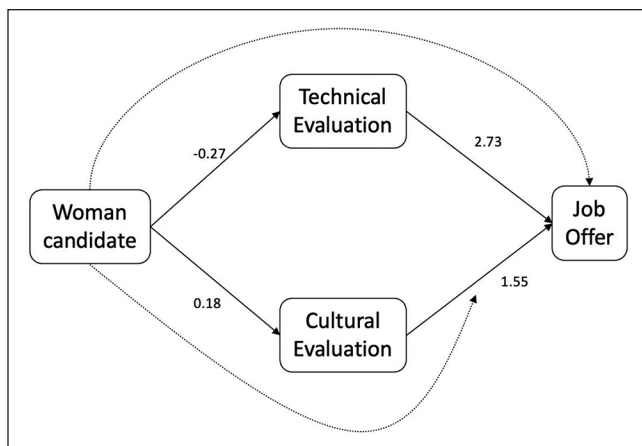 Technical
Evaluation
-0.27
2.73
Woman
candidate
Job
Offer
0.18
1.55
Cultural
Evaluation